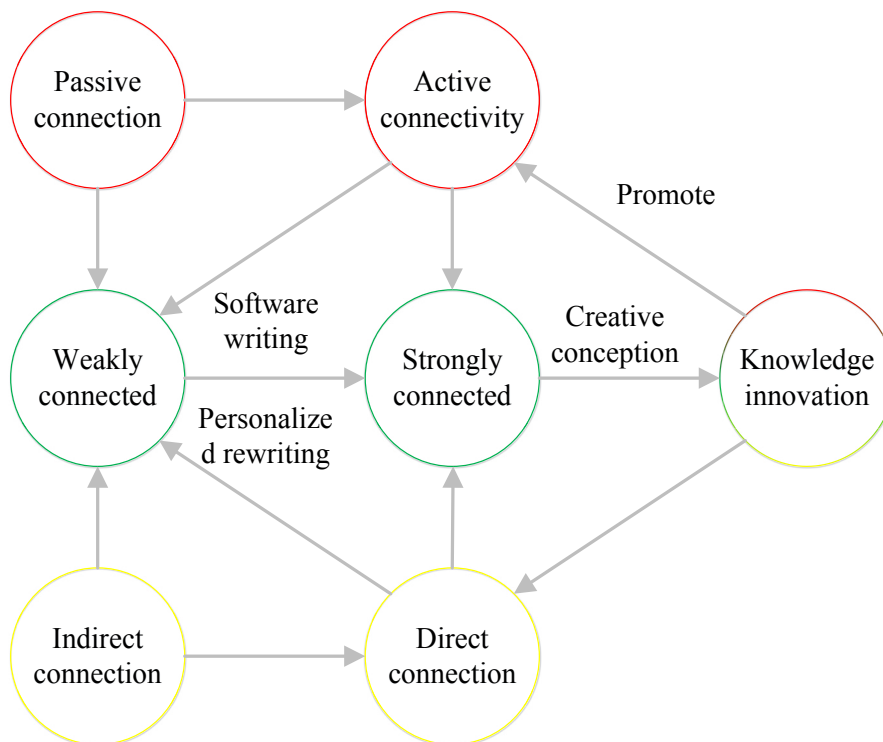 Passive
connection
Active
connectivity
Promote
Software
writing
Creative
conception
Weakly
connected
Strongly
connected
Knowledge
innovation
Personalize
d rewriting
Indirect
connection
Direct
connection